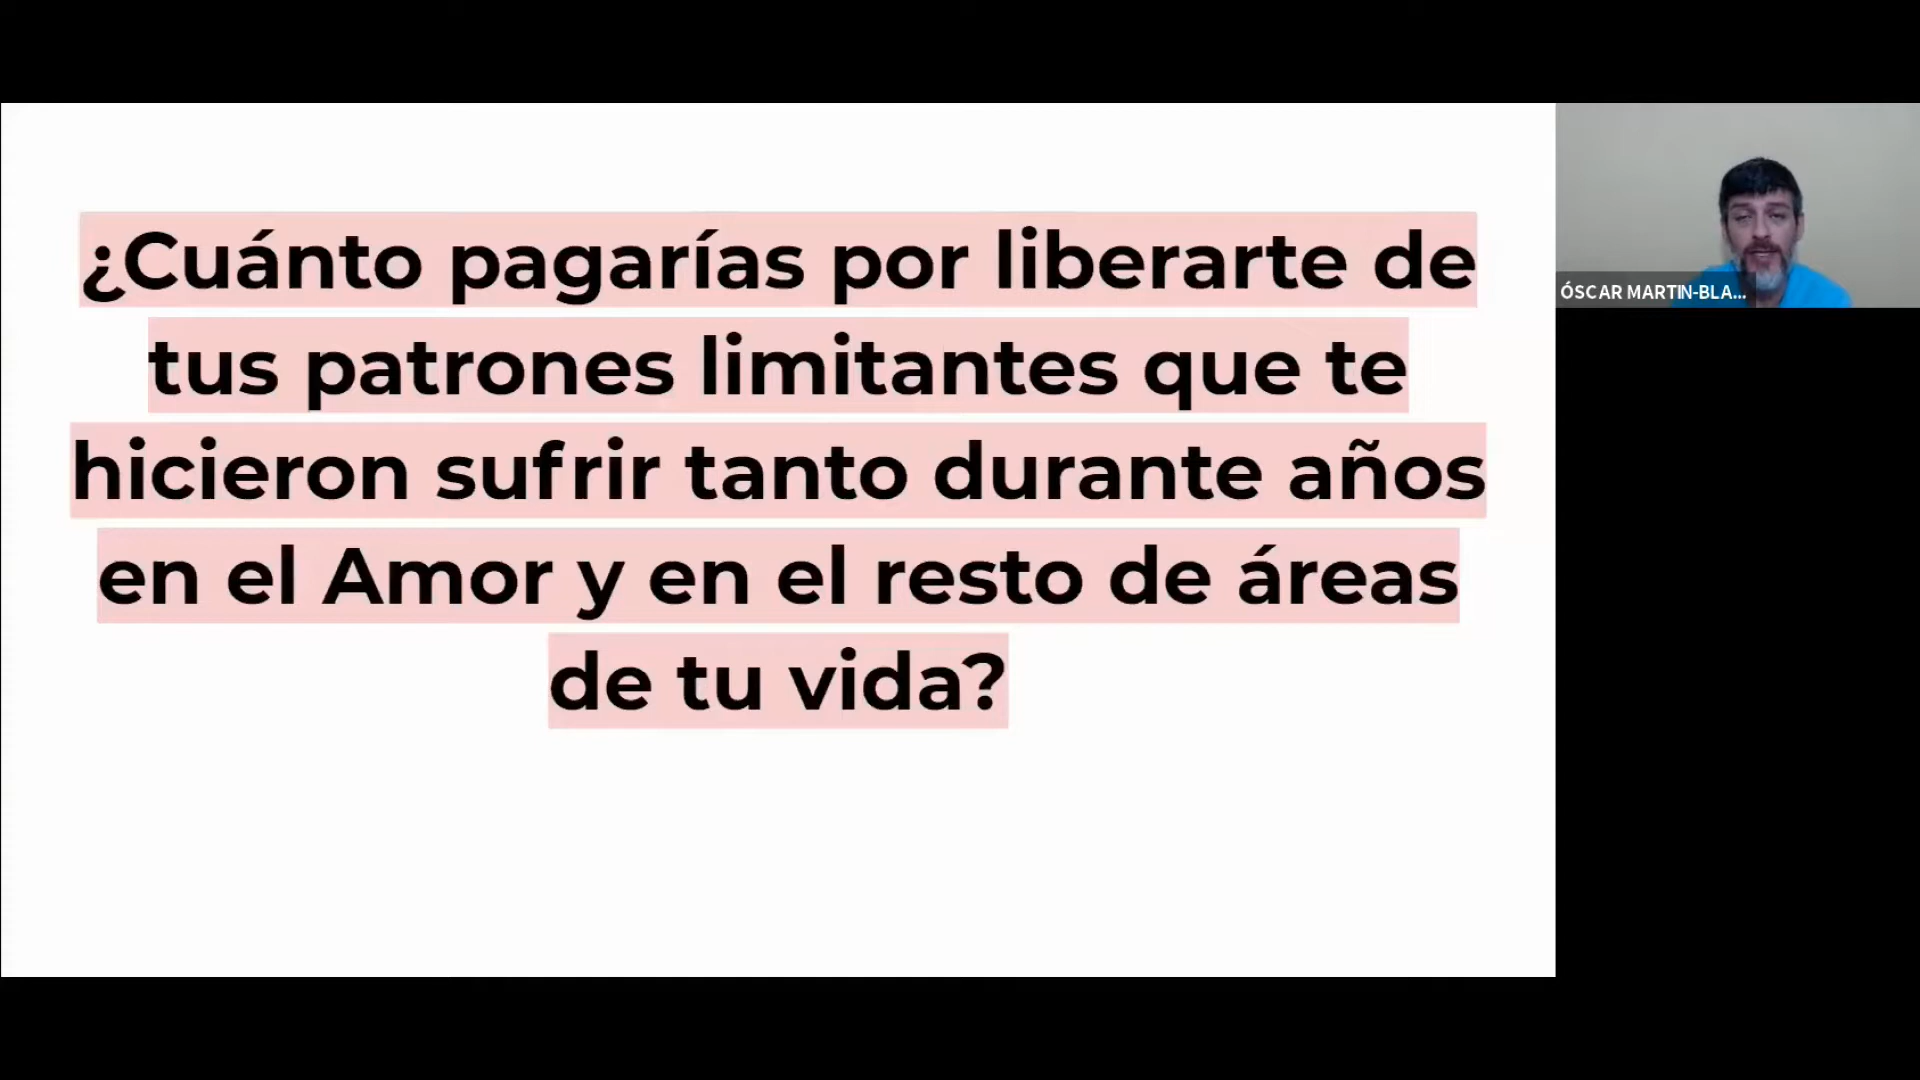 ¿Cuánto pagarías por liberarte de
tus patrones limitantes que te
hicieron sufrir tanto durante años
en el Amor y en el resto de áreas
de tu vida?
ÓSCAR MARTIN-BLA...